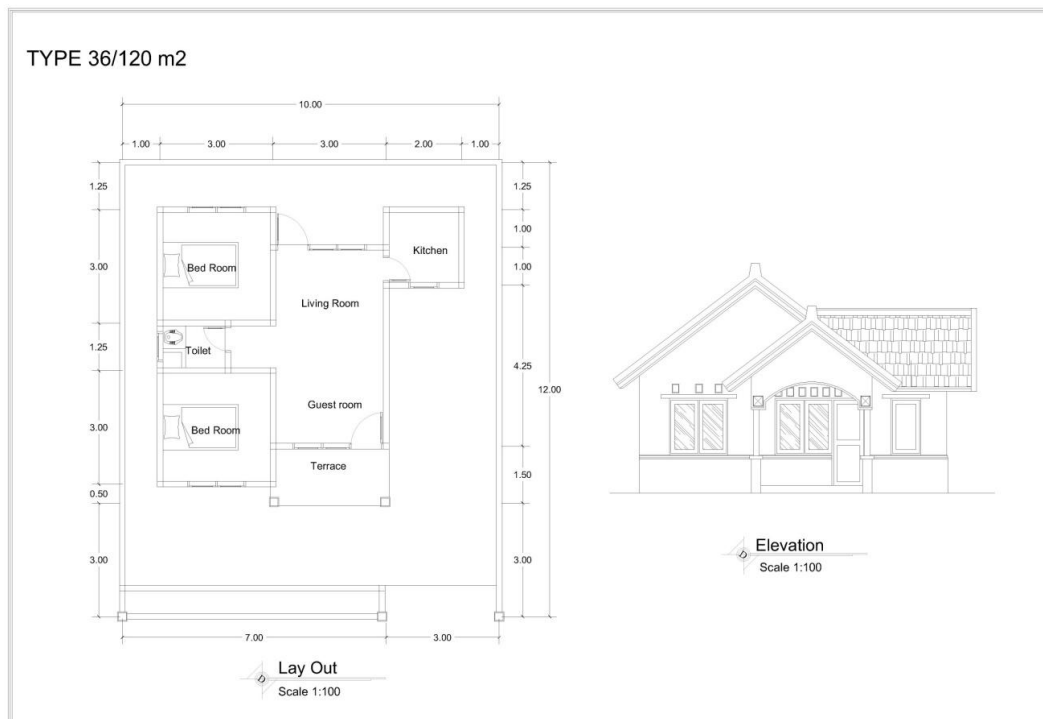 TYPE 36/120 m2
10.00
1.00 3.00 3.00 2.00 1.00
1.25
3.00
1.25
3.00
0.50
3.00
1.25
1.00
1.00
4.25
1.50
3.00
12.00
Kitchen
Bed Room
Living Room
Toilet
Guest room
Bed Room
Terrace
7.00 3.00
D
Lay Out
Scale 1:100
D
Elevation
Scale 1:100